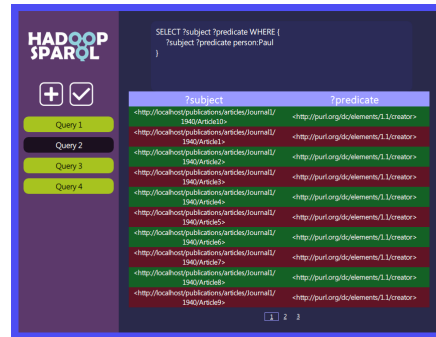 HADOOP
SPARQL
Query 1
Query 2
Query 3
Query 4
SELECT ?subject ?predicate WHERE {
?subject ?predicate person:Paul
}
?subject ?predicate
<http://localhost/publications/articles/Journal1/
1940/Article10> <http://purl.org/dc/elements/1.1/creator>
<http://localhost/publications/articles/Journal1/
1940/Article1> <http://purl.org/dc/elements/1.1/creator>
<http://localhost/publications/articles/Journal1/
1940/Article2> <http://purl.org/dc/elements/1.1/creator>
<http://localhost/publications/articles/Journal1/
1940/Article3> <http://purl.org/dc/elements/1.1/creator>
<http://localhost/publications/articles/Journal1/
1940/Article4> <http://purl.org/dc/elements/1.1/creator>
<http://localhost/publications/articles/Journal1/
1940/Article5> <http://purl.org/dc/elements/1.1/creator>
<http://localhost/publications/articles/Journal1/
1940/Article6> <http://purl.org/dc/elements/1.1/creator>
<http://localhost/publications/articles/Journal1/
1940/Article7> <http://purl.org/dc/elements/1.1/creator>
<http://localhost/publications/articles/Journal1/
1940/Article8> <http://purl.org/dc/elements/1.1/creator>
<http://localhost/publications/articles/Journal1/
1940/Article9> <http://purl.org/dc/elements/1.1/creator>
1 2 3